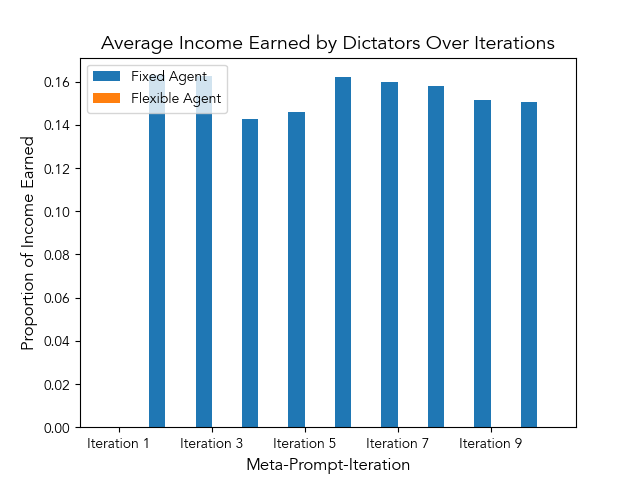 Average Income Earned by Dictators Over Iterations
Fixed Agent
Flexible Agent
0.16
0.14
0.12
0.10
0.08
0.06
0.04
0.02
0.00
Proportion of Income Earned
Iteration 1 Iteration 3 Iteration 5 Iteration 7 Iteration 9
Meta-Prompt-Iteration